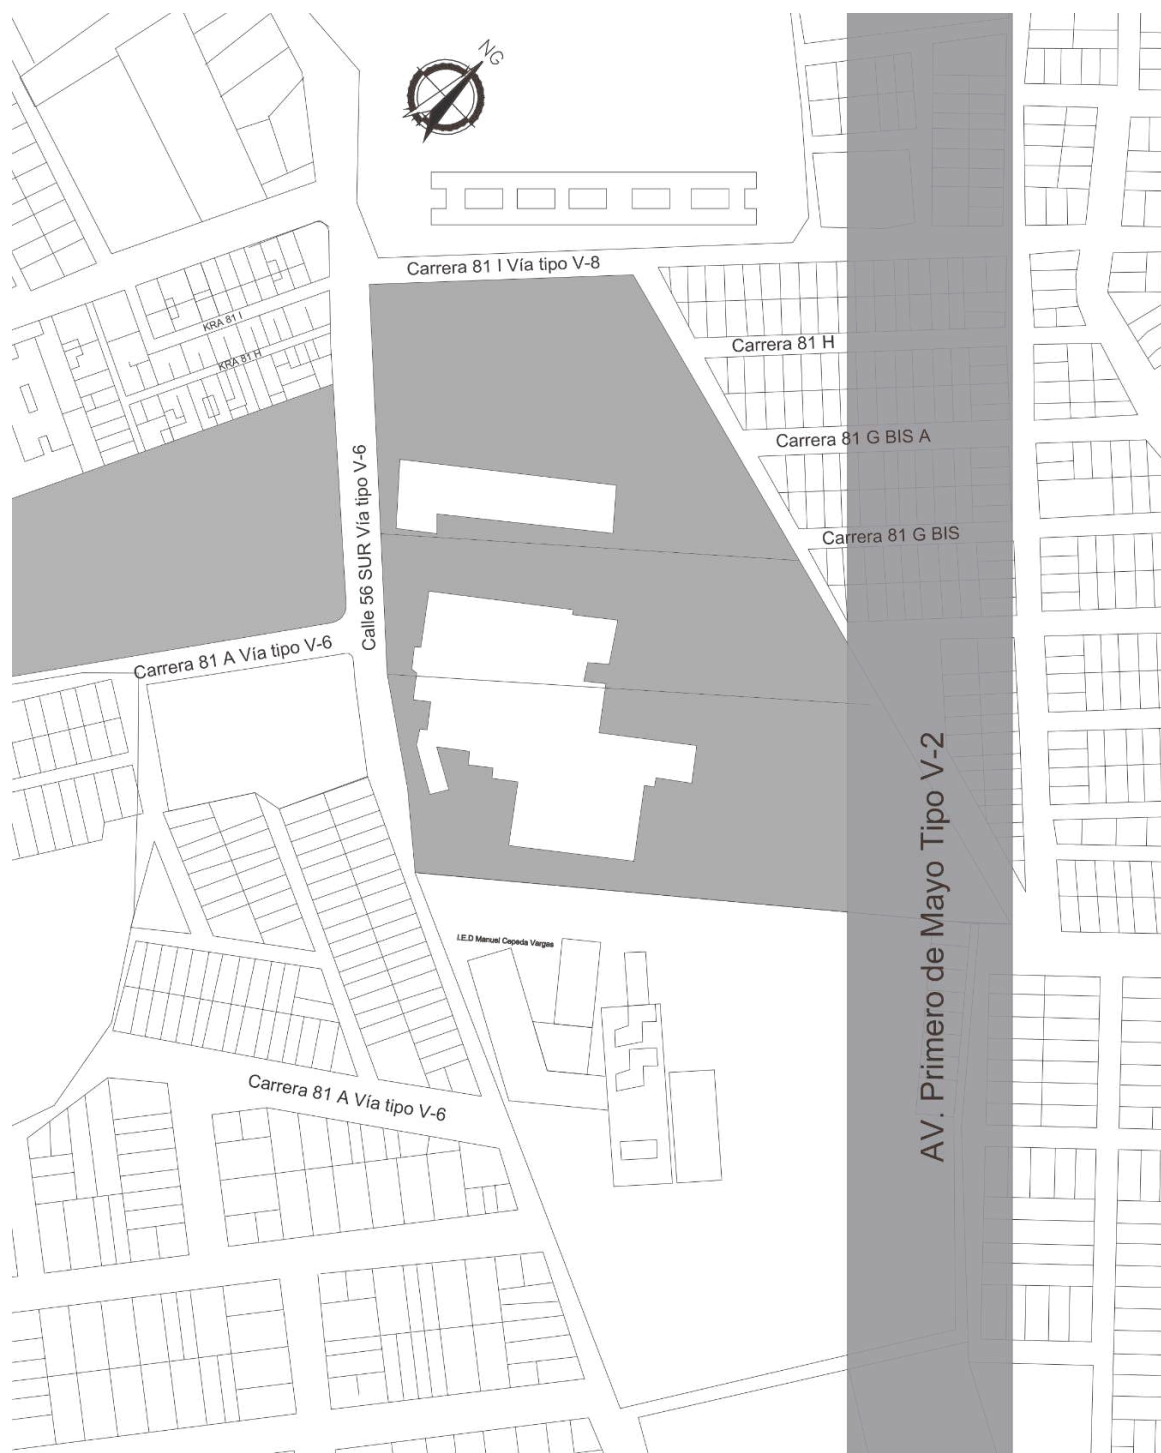 NG
Carrera 81 I Vía tipo V-8
KRA 81 I
Carrera 81 H
KRA 81 H
Carrera 81 G BIS A
Calle 56 SUR Vía tipo V-6
Carrera 81 G BIS
Carrera 81 A Vía tipo V-6
AV. Primero de Mayo Tipo V-2
I.E.D Manuel Cepeda Vargas
Carrera 81 A Vía tipo V-6